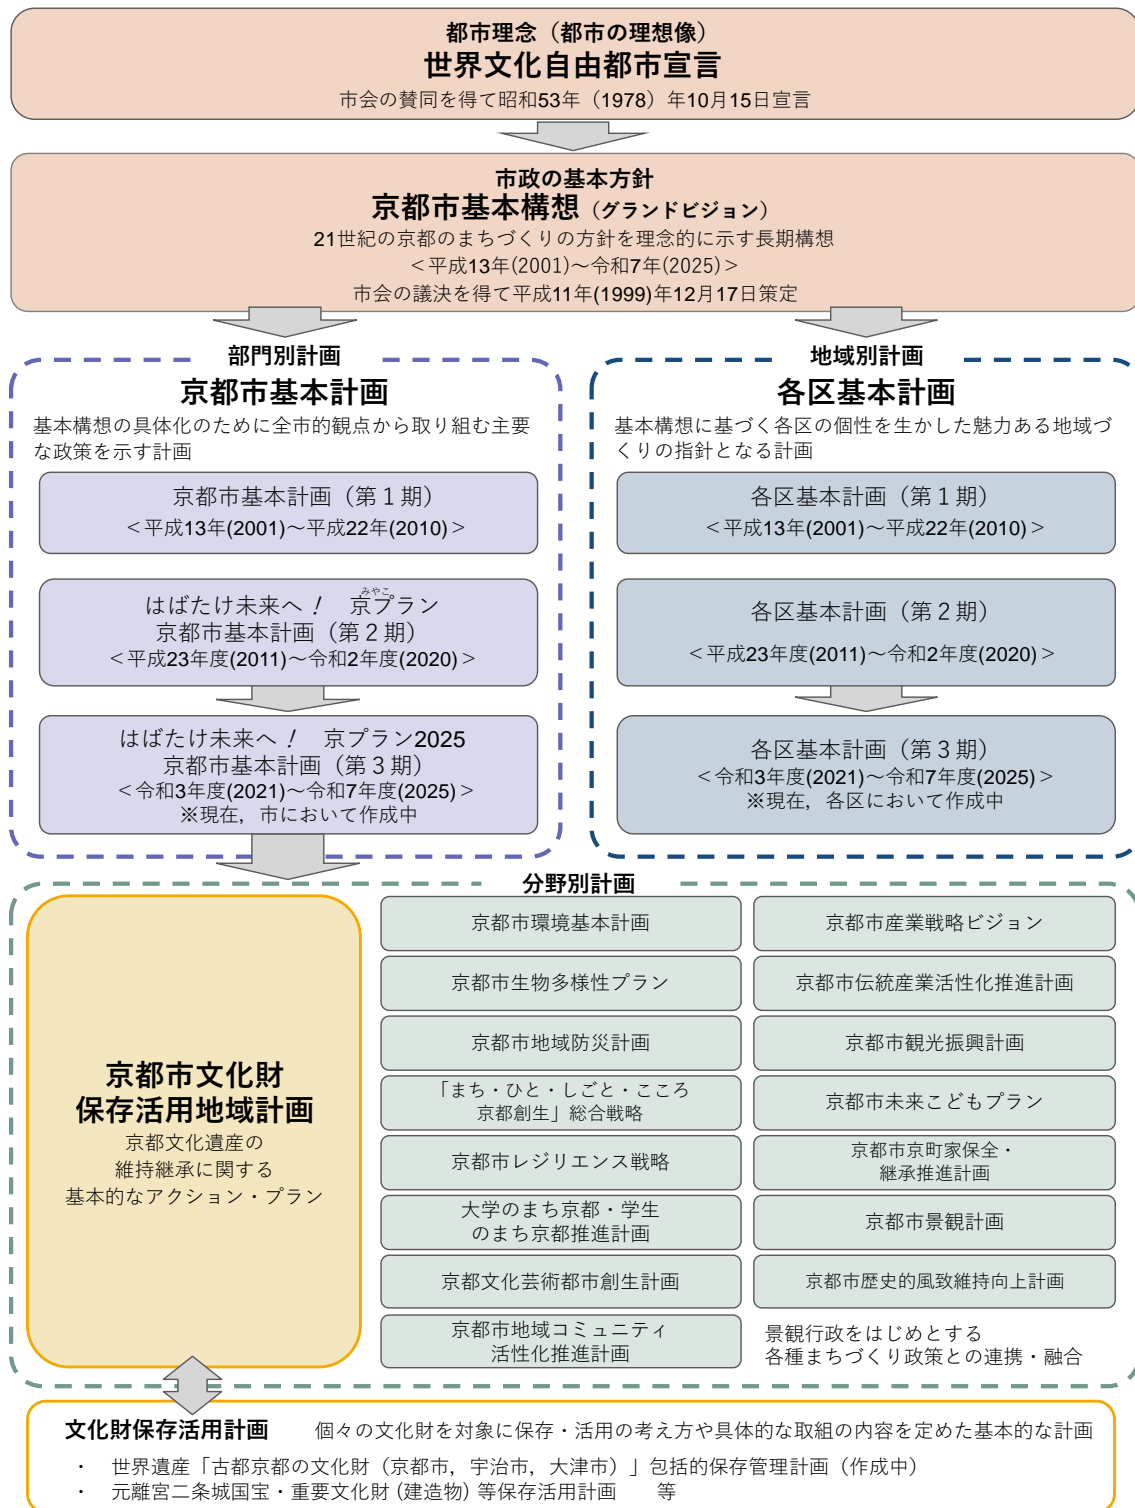 都市理念（都市の理想像）
世界文化自由都市宣言
市会の賛同を得て昭和53年（1978）年10月15日宣言
市政の基本方針
京都市基本構想（グランドビジョン）
21世紀の京都のまちづくりの方針を理念的に示す長期構想
＜平成13年(2001)～令和7年(2025)＞
市会の議決を得て平成11年(1999)年12月17日策定
部門別計画
京都市基本計画
基本構想の具体化のために全市的観点から取り組む主要
な政策を示す計画
京都市基本計画（第１期）
＜平成13年(2001)～平成22年(2010)＞
みやこ
はばたけ未来へ！　京プラン
京都市基本計画（第２期）
＜平成23年度(2011)～令和2年度(2020)＞
はばたけ未来へ！　京プラン2025
京都市基本計画（第３期）
＜令和3年度(2021)～令和7年度(2025)＞
※現在，市において作成中
地域別計画
各区基本計画
基本構想に基づく各区の個性を生かした魅力ある地域づ
くりの指針となる計画
各区基本計画（第１期）
＜平成13年(2001)～平成22年(2010)＞
各区基本計画（第２期）
＜平成23年度(2011)～令和2年度(2020)＞
各区基本計画（第３期）
＜令和3年度(2021)～令和7年度(2025)＞
※現在，各区において作成中
分野別計画
京都市文化財
保存活用地域計画
京都文化遺産の
維持継承に関する
基本的なアクション・プラン
京都市環境基本計画
京都市生物多様性プラン
京都市地域防災計画
「まち・ひと・しごと・こころ
京都創生」総合戦略
京都市レジリエンス戦略
大学のまち京都・学生
のまち京都推進計画
京都文化芸術都市創生計画
京都市地域コミュニティ
活性化推進計画
京都市産業戦略ビジョン
京都市伝統産業活性化推進計画
京都市観光振興計画
京都市未来こどもプラン
京都市京町家保全・
継承推進計画
京都市景観計画
京都市歴史的風致維持向上計画
景観行政をはじめとする
各種まちづくり政策との連携・融合
文化財保存活用計画　個々の文化財を対象に保存・活用の考え方や具体的な取組の内容を定めた基本的な計画
・　世界遺産「古都京都の文化財（京都市，宇治市，大津市）」包括的保存管理計画（作成中）
・　元離宮二条城国宝・重要文化財(建造物)等保存活用計画　　等